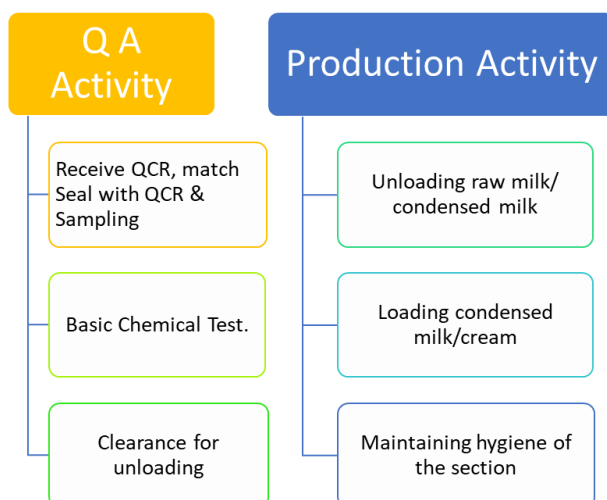 Q A
Activity
Receive QCR, match
Seal with QCR &
Sampling
Basic Chemical Test.
Clearance for
unloading
Production Activity
Unloading raw milk/
condensed milk
Loading condensed
milk/cream
Maintaining hygiene of
the section